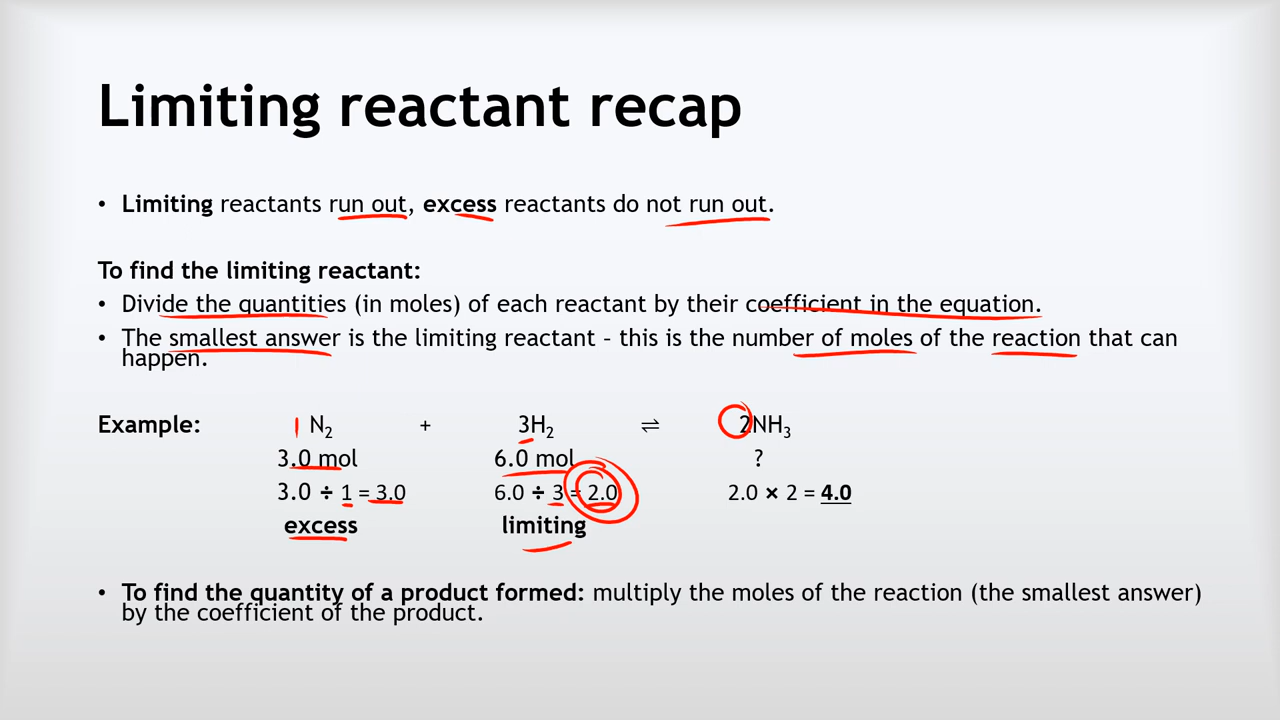 Limiting reactant recap
• Limiting reactants run out, excess reactants do not run out.
To find the limiting reactant:
• Divide the quantities (in moles) of each reactant by their coefficient in the equation.
• The smallest answer is the limiting reactant – this is the number of moles of the reaction that can
happen.
Example: 1 N₂ + 3H₂ ⇌ 2NH₃
3.0 mol 6.0 mol ?
3.0 ÷ 1 = 3.0 6.0 ÷ 3 = 2.0 2.0 × 2 = 4.0
excess limiting
• To find the quantity of a product formed: multiply the moles of the reaction (the smallest answer)
by the coefficient of the product.